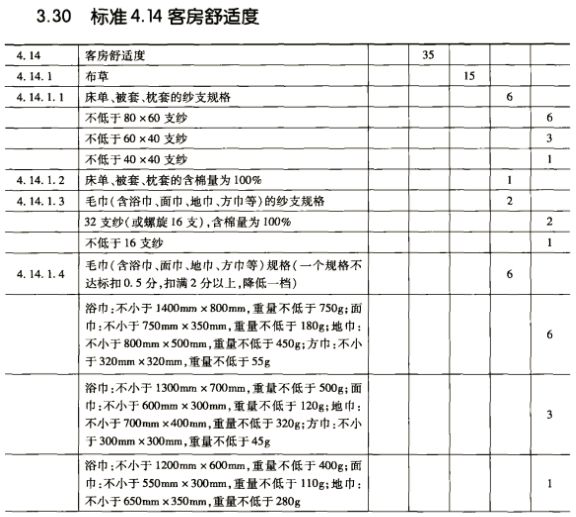 3.30 标准4.14 客房舒适度
4.14 客房舒适度 35
4.14.1 布草 15
4.14.1.1 床单、被套、枕套的纱支规格 6
不低于 80×60 支纱 6
不低于 60×40 支纱 3
不低于 40×40 支纱 1
4.14.1.2 床单、被套、枕套的含棉量为 100% 1
4.14.1.3 毛巾(含浴巾、面巾、地巾、方巾等)的纱支规格 2
32 支纱(或螺旋 16 支),含棉量为 100% 2
不低于 16 支纱 1
4.14.1.4 毛巾(含浴巾、面巾、地巾、方巾等)规格(一个规格不
达标扣 0.5 分,扣满 2 分以上,降低一档) 6
浴巾:不小于 1400mm×800mm,重量不低于 750g;面
巾:不小于 750mm×350mm,重量不低于 180g;地巾:
不小于 800mm×500mm,重量不低于 450g;方巾:不小
于 320mm×320mm,重量不低于 55g 6
浴巾:不小于 1300mm×700mm,重量不低于 500g;面
巾:不小于 600mm×300mm,重量不低于 120g;地巾:
不小于 700mm×400mm,重量不低于 320g;方巾:不小
于 300mm×300mm,重量不低于 45g 3
浴巾:不小于 1200mm×600mm,重量不低于 400g;面
巾:不小于 550mm×300mm,重量不低于 110g;地巾:
不小于 650mm×350mm,重量不低于 280g 1